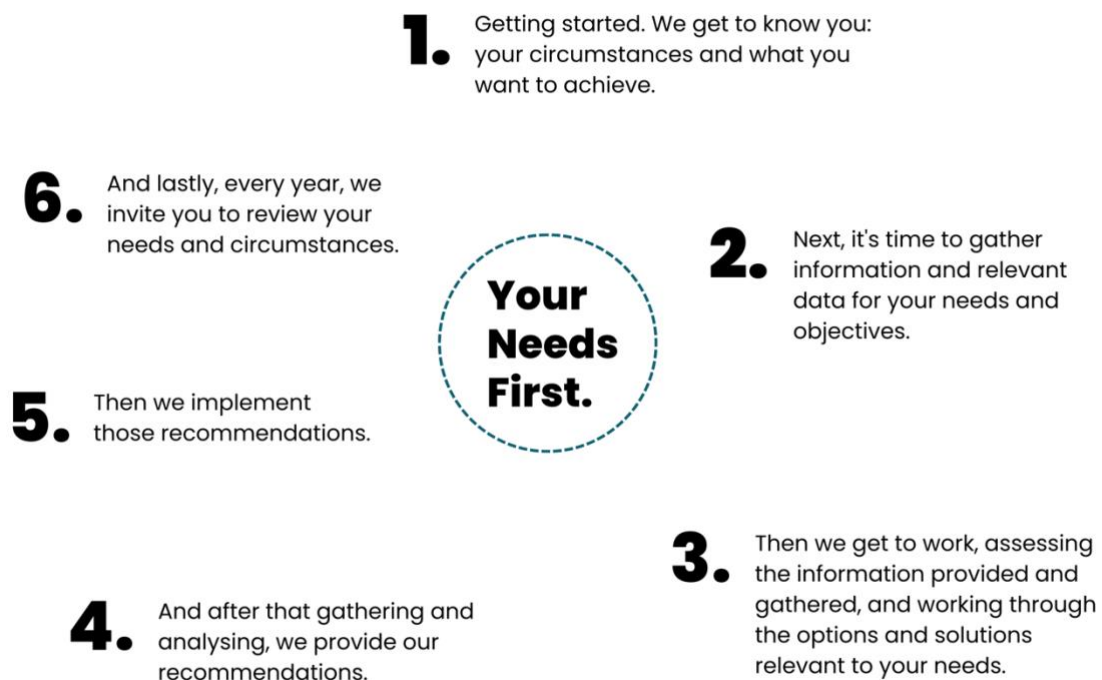 1. Getting started. We get to know you:
your circumstances and what you
want to achieve.
2. Next, it's time to gather
information and relevant
data for your needs and
objectives.
3. Then we get to work, assessing
the information provided and
gathered, and working through
the options and solutions
relevant to your needs.
4. And after that gathering and
analysing, we provide our
recommendations.
5. Then we implement
those recommendations.
6. And lastly, every year, we
invite you to review your
needs and circumstances.
Your
Needs
First.